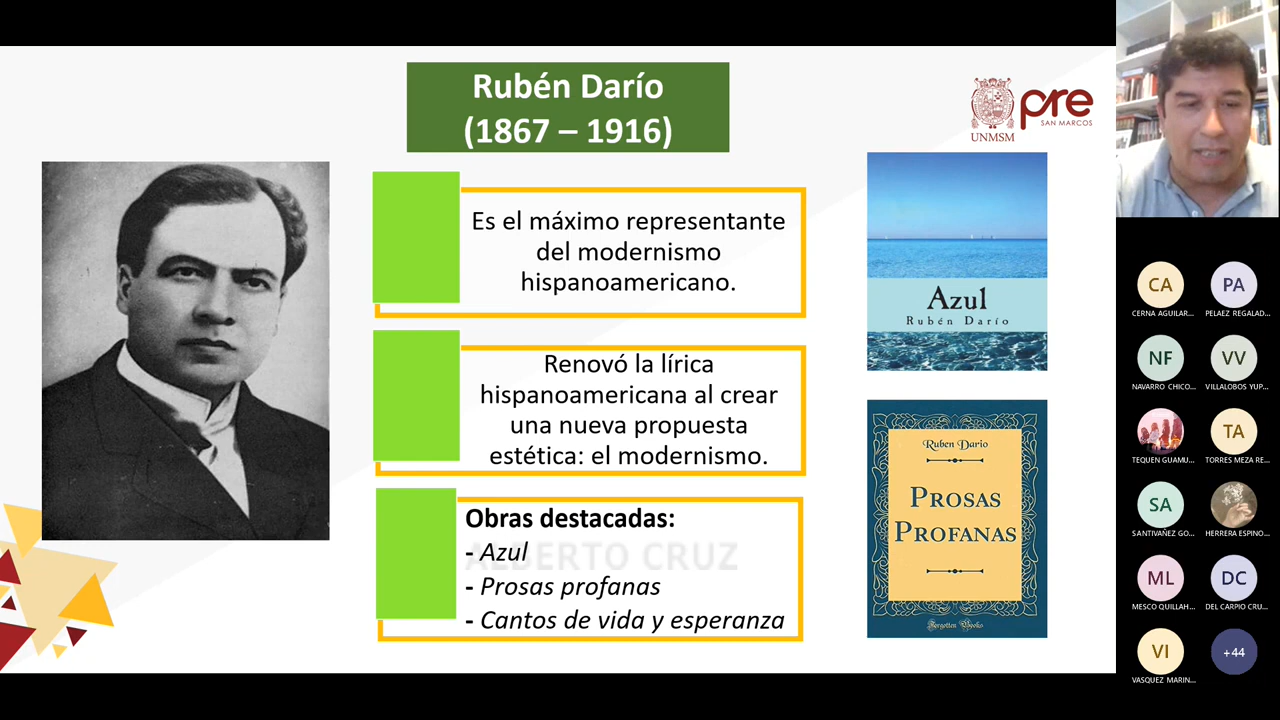 Rubén Darío
(1867 – 1916)
UNMSM
pre
SAN MARCOS
Es el máximo representante
del modernismo
hispanoamericano.
Renovó la lírica
hispanoamericana al crear
una nueva propuesta
estética: el modernismo.
Obras destacadas:
- Azul
- Prosas profanas
- Cantos de vida y esperanza
ALBERTO CRUZ
Azul
Rubén Darío
Ruben Dario
PROSAS
PROFANAS
Forgotten Books
CA
CERNA AGUILAR...
PA
PELAEZ REGALAD...
NF
NAVARRO CHICO...
VV
VILLALOBOS YUP...
TEQUEN GUAMU...
TA
TORRES MEZA RE...
SA
SANTIVAÑEZ GO...
HERRERA ESPINO...
ML
MESCO QUILLAH...
DC
DEL CARPIO CRU...
VI
VASQUEZ MARIN...
+44